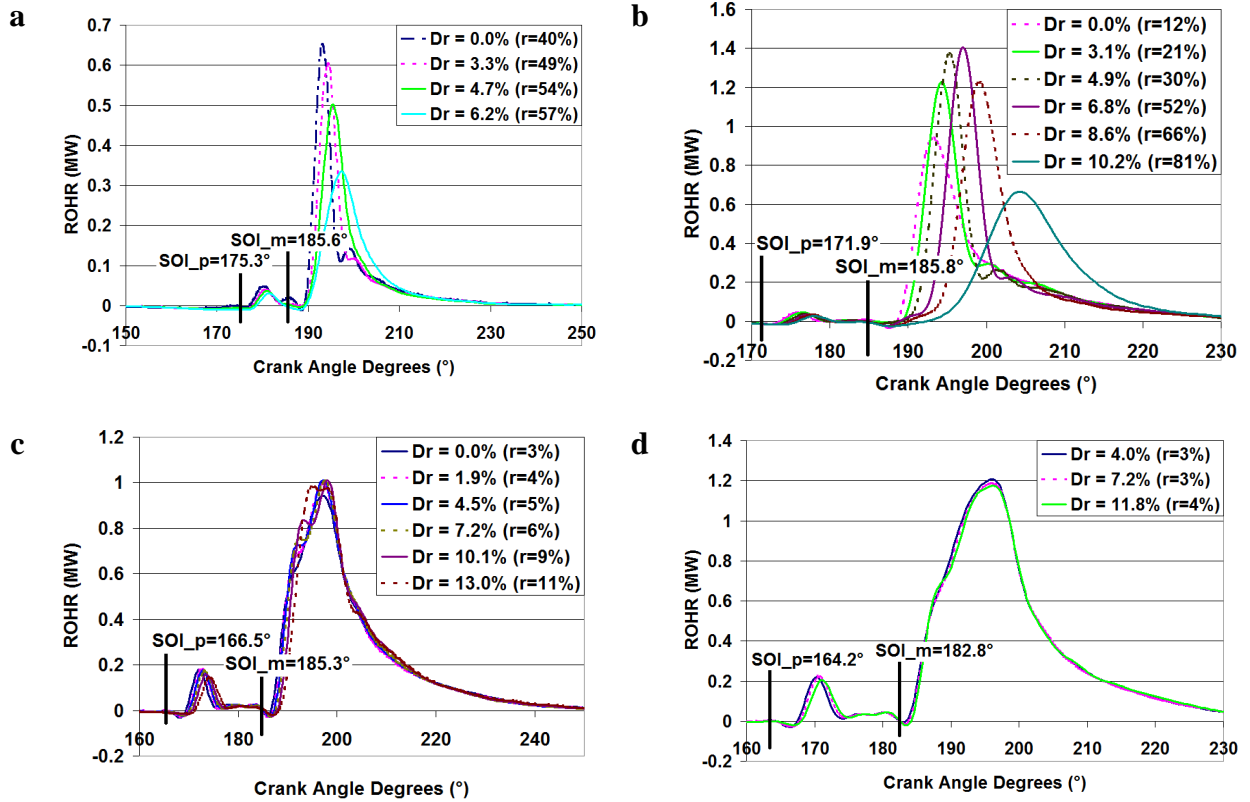 a
ROHR (MW)
0.7
0.6
0.5
0.4
0.3
0.2
0.1
0
-0.1
Dr = 0.0% (r=40%)
Dr = 3.3% (r=49%)
Dr = 4.7% (r=54%)
Dr = 6.2% (r=57%)
SOI_m=185.6°
SOI_p=175.3°
150 170 190 210 230 250
Crank Angle Degrees (°)
b
ROHR (MW)
1.6
1.4
1.2
1
0.8
0.6
0.4
0.2
0
-0.2
Dr = 0.0% (r=12%)
Dr = 3.1% (r=21%)
Dr = 4.9% (r=30%)
Dr = 6.8% (r=52%)
Dr = 8.6% (r=66%)
Dr = 10.2% (r=81%)
SOI_p=171.9°
SOI_m=185.8°
170 180 190 200 210 220 230
Crank Angle Degrees (°)
c
ROHR (MW)
1.2
1
0.8
0.6
0.4
0.2
0
-0.2
Dr = 0.0% (r=3%)
Dr = 1.9% (r=4%)
Dr = 4.5% (r=5%)
Dr = 7.2% (r=6%)
Dr = 10.1% (r=9%)
Dr = 13.0% (r=11%)
SOI_p=166.5°
SOI_m=185.3°
160 180 200 220 240
Crank Angle Degrees (°)
d
ROHR (MW)
1.4
1.2
1
0.8
0.6
0.4
0.2
0
-0.2
Dr = 4.0% (r=3%)
Dr = 7.2% (r=3%)
Dr = 11.8% (r=4%)
SOI_p=164.2°
SOI_m=182.8°
160 170 180 190 200 210 220 230
Crank Angle Degrees (°)